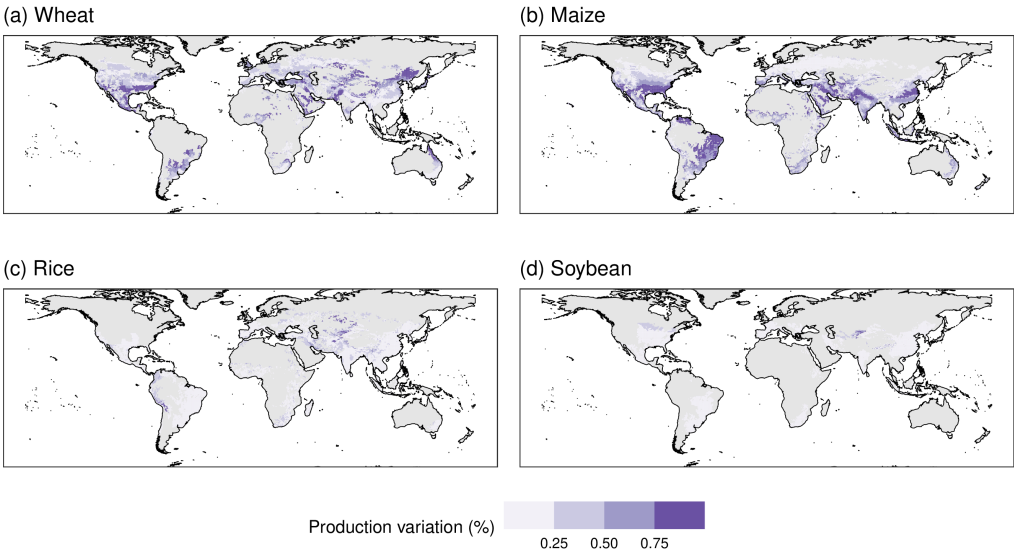 (a) Wheat
(b) Maize
(c) Rice
(d) Soybean
Production variation (%)
0.25 0.50 0.75